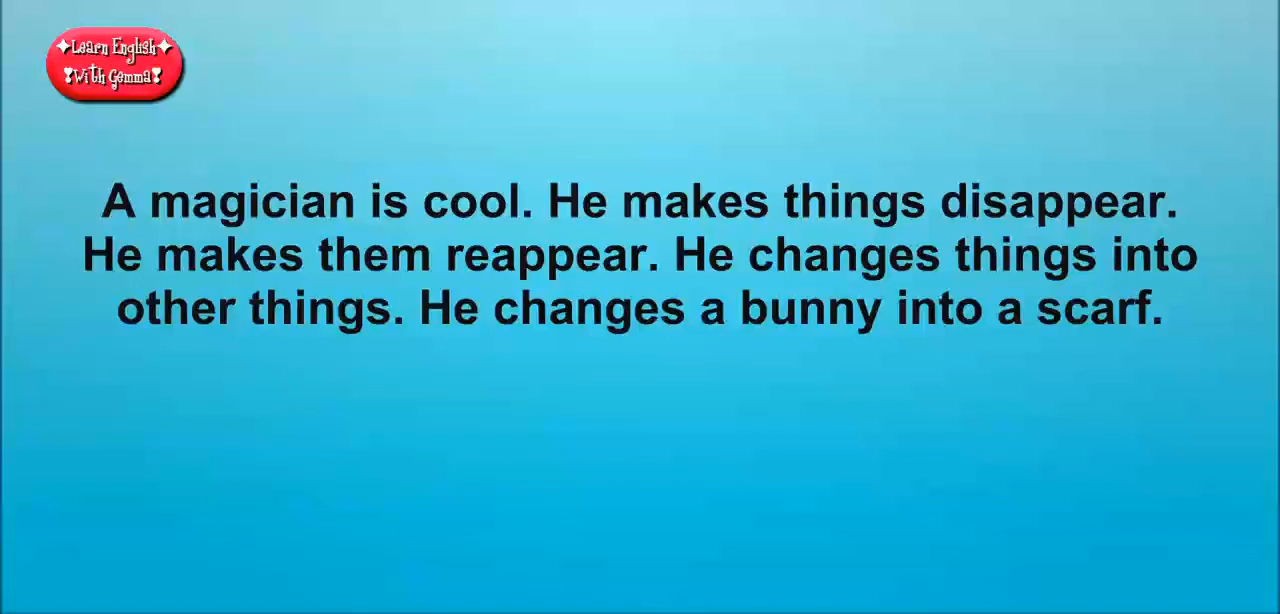 Learn English
With Gemma
A magician is cool. He makes things disappear.
He makes them reappear. He changes things into
other things. He changes a bunny into a scarf.